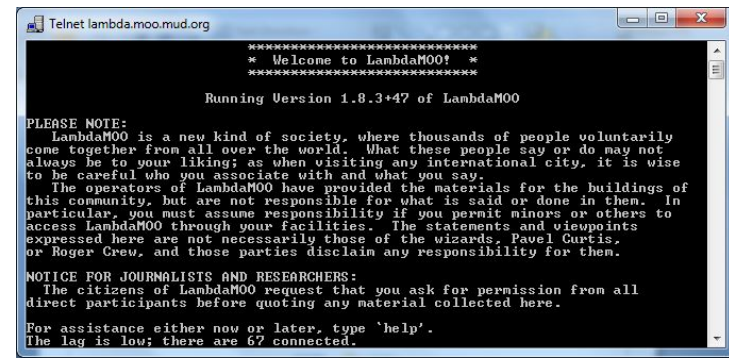 Telnet lambda.moo.mud.org
***************************
* Welcome to LambdaMOO! *
***************************
Running Version 1.8.3+47 of LambdaMOO
PLEASE NOTE:
LambdaMOO is a new kind of society, where thousands of people voluntarily
come together from all over the world. What these people say or do may not
always be to your liking; as when visiting any international city, it is wise
to be careful who you associate with and what you say.
The operators of LambdaMOO have provided the materials for the buildings of
this community, but are not responsible for what is said or done in them. In
particular, you must assume responsibility if you permit minors or others to
access LambdaMOO through your facilities. The statements and viewpoints
expressed here are not necessarily those of the wizards, Pavel Curtis,
or Roger Crew, and those parties disclaim any responsibility for them.
NOTICE FOR JOURNALISTS AND RESEARCHERS:
The citizens of LambdaMOO request that you ask for permission from all
direct participants before quoting any material collected here.
For assistance either now or later, type `help'.
The lag is low; there are 67 connected.